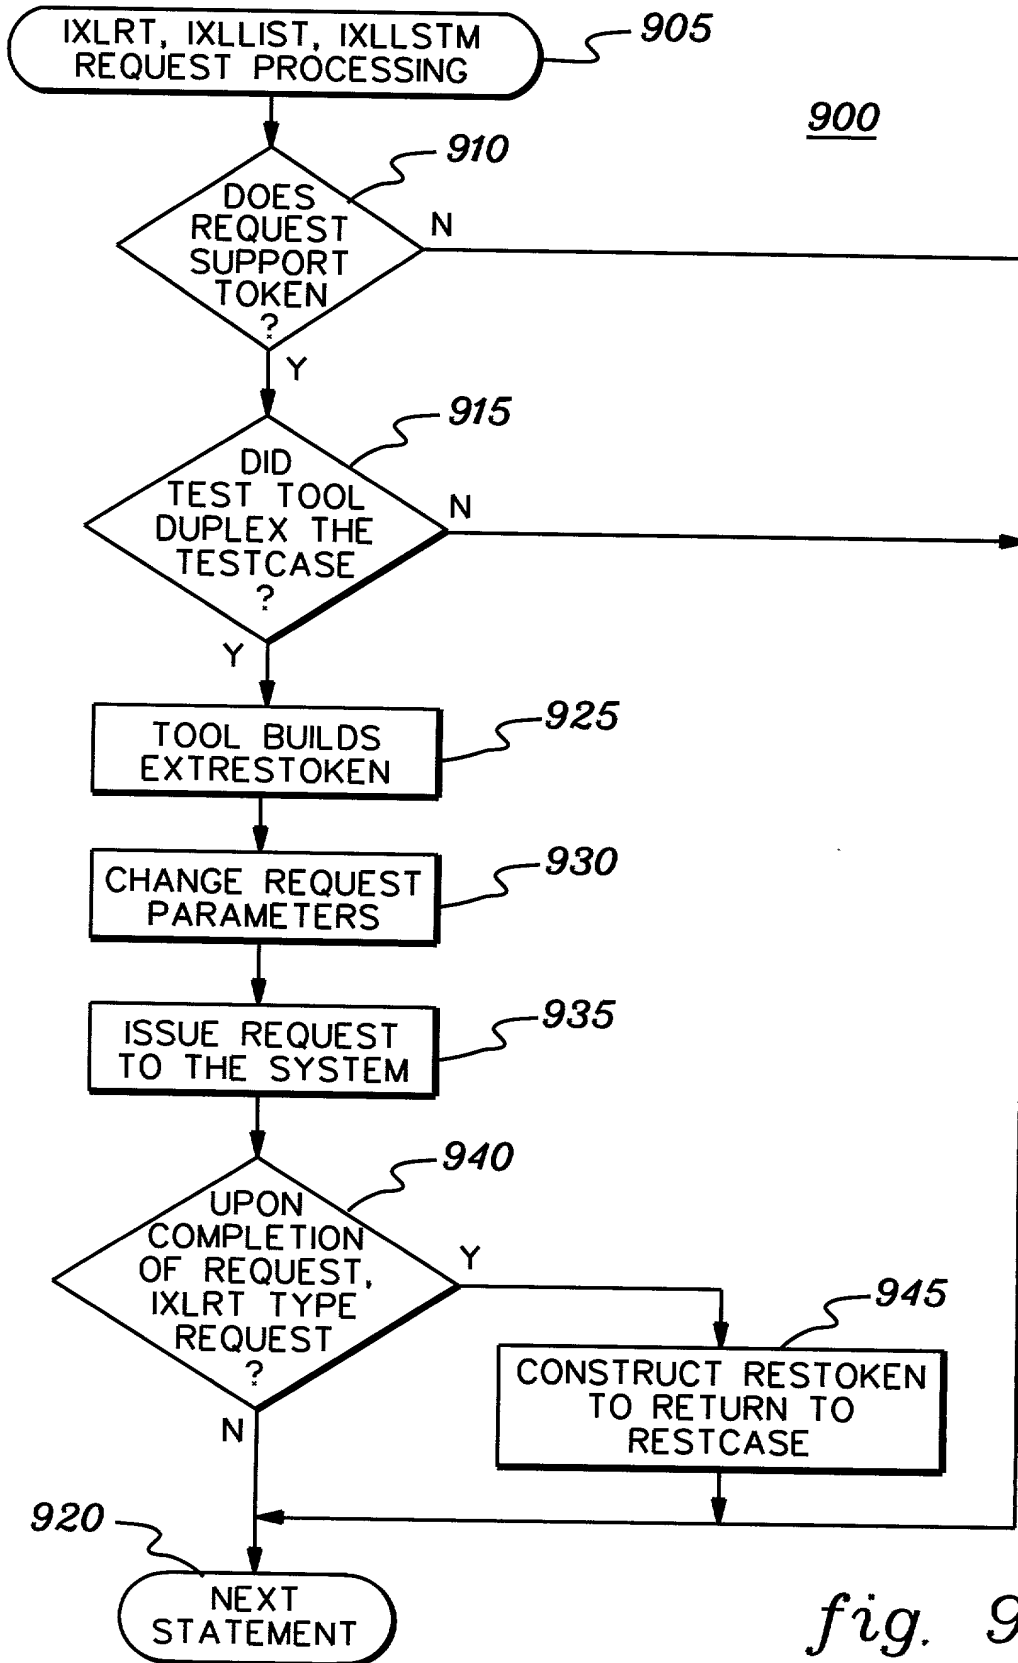 IXLRT, IXLLIST, IXLLSTM
REQUEST PROCESSING
905
900
910
DOES
REQUEST
SUPPORT
TOKEN
?
N
Y
915
DID
TEST TOOL
DUPLEX THE
TESTCASE
?
N
Y
925
TOOL BUILDS
EXTRESTOKEN
930
CHANGE REQUEST
PARAMETERS
935
ISSUE REQUEST
TO THE SYSTEM
940
UPON
COMPLETION
OF REQUEST,
IXLRT TYPE
REQUEST
?
Y
N
945
CONSTRUCT RESTOKEN
TO RETURN TO
RESTCASE
920
NEXT
STATEMENT
fig. 9